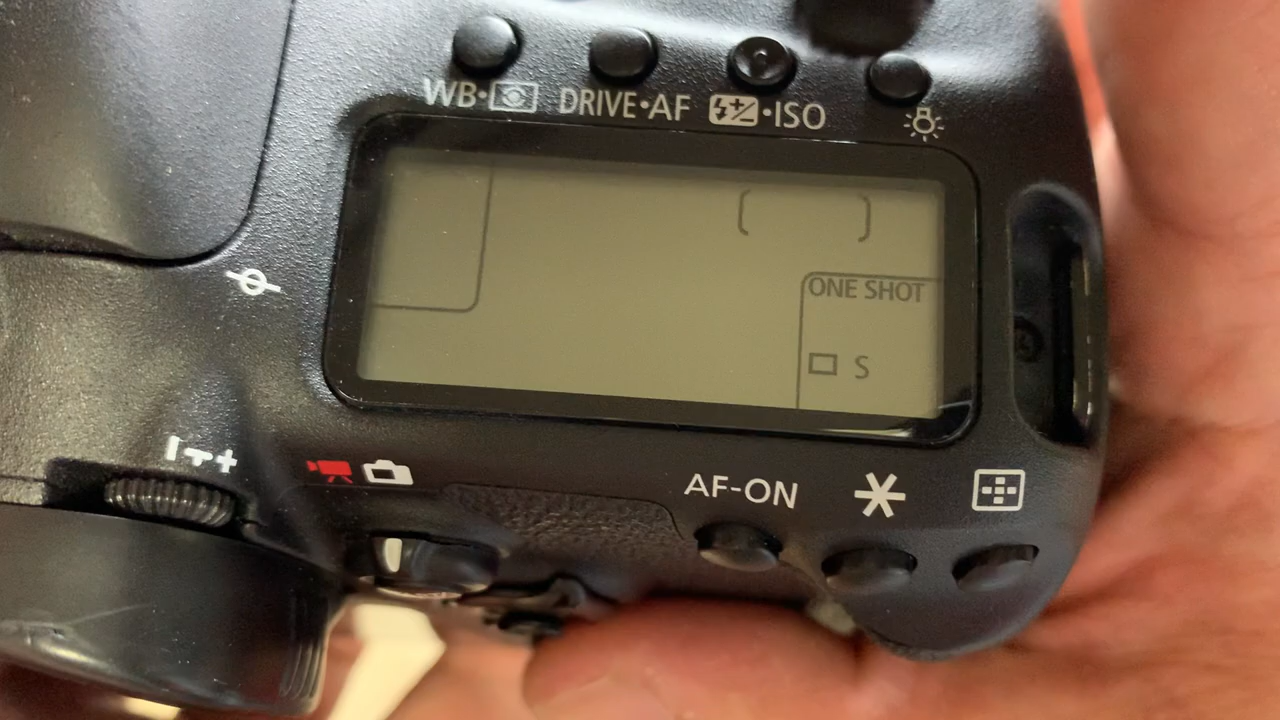 WB• DRIVE•AF •ISO
[ ]
ONE SHOT
S
AF-ON